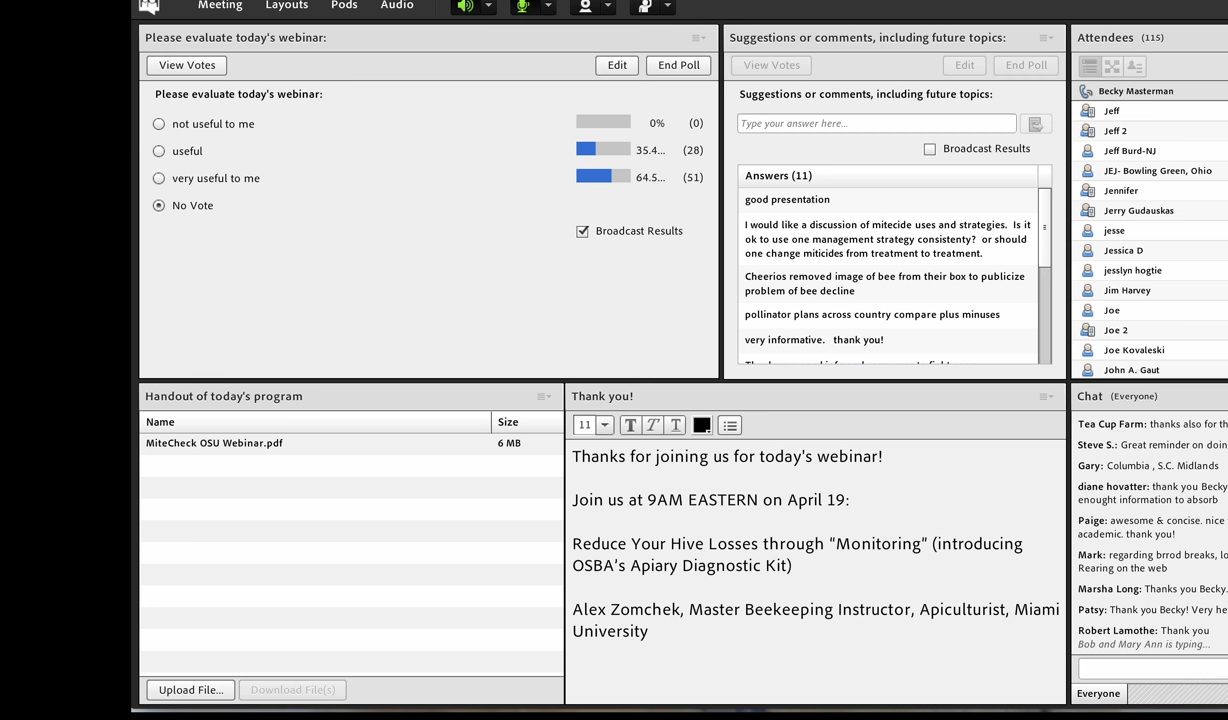 Meeting Layouts Pods Audio
Please evaluate today's webinar:
View Votes Edit End Poll
Please evaluate today's webinar:
not useful to me 0% (0)
useful 35.4... (28)
very useful to me 64.5... (51)
No Vote
Broadcast Results
Suggestions or comments, including future topics:
View Votes Edit End Poll
Suggestions or comments, including future topics:
Type your answer here...
Broadcast Results
Answers (11)
good presentation
I would like a discussion of mitecide uses and strategies. Is it
ok to use one management strategy consistenty? or should
one change miticides from treatment to treatment.
Cheerios removed image of bee from their box to publicize
problem of bee decline
pollinator plans across country compare plus minuses
very informative. thank you!
Attendees (115)
Becky Masterman
Jeff
Jeff 2
Jeff Burd-NJ
JEJ- Bowling Green, Ohio
Jennifer
Jerry Gudauskas
jesse
Jessica D
jesslyn hogtie
Jim Harvey
Joe
Joe 2
Joe Kovaleski
John A. Gaut
Handout of today's program
Name Size
MiteCheck OSU Webinar.pdf 6 MB
Upload File... Download File(s)
Thank you!
11 T T T
Thanks for joining us for today's webinar!
Join us at 9AM EASTERN on April 19:
Reduce Your Hive Losses through “Monitoring” (introducing
OSBA’s Apiary Diagnostic Kit)
Alex Zomchek, Master Beekeeping Instructor, Apiculturist, Miami
University
Chat (Everyone)
Tea Cup Farm: thanks also for th
Steve S.: Great reminder on doin
Gary: Columbia , S.C. Midlands
diane hovatter: thank you Becky
enought information to absorb
Paige: awesome & concise. nice
academic. thank you!
Mark: regarding brrod breaks, lo
Rearing on the web
Marsha Long: Thanks you Becky.
Patsy: Thank you Becky! Very he
Robert Lamothe: Thank you
Bob and Mary Ann is typing...
Everyone